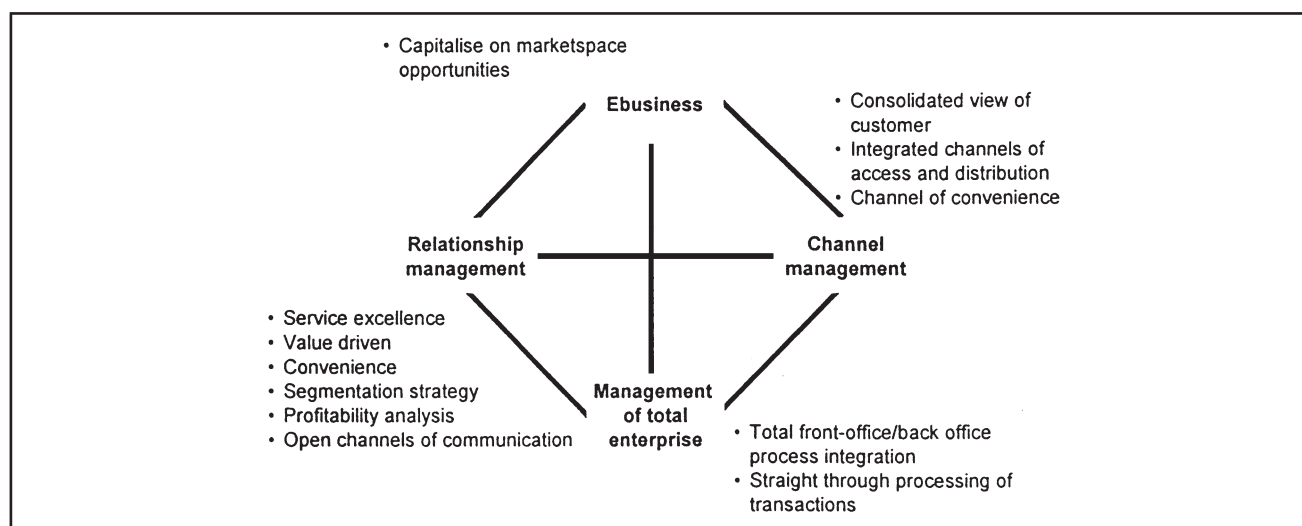 • Capitalise on marketspace
opportunities
Ebusiness
• Consolidated view of
customer
• Integrated channels of
access and distribution
• Channel of convenience
Relationship
management
Channel
management
• Service excellence
• Value driven
• Convenience
• Segmentation strategy
• Profitability analysis
• Open channels of communication
Management
of total
enterprise
• Total front-office/back office
process integration
• Straight through processing of
transactions